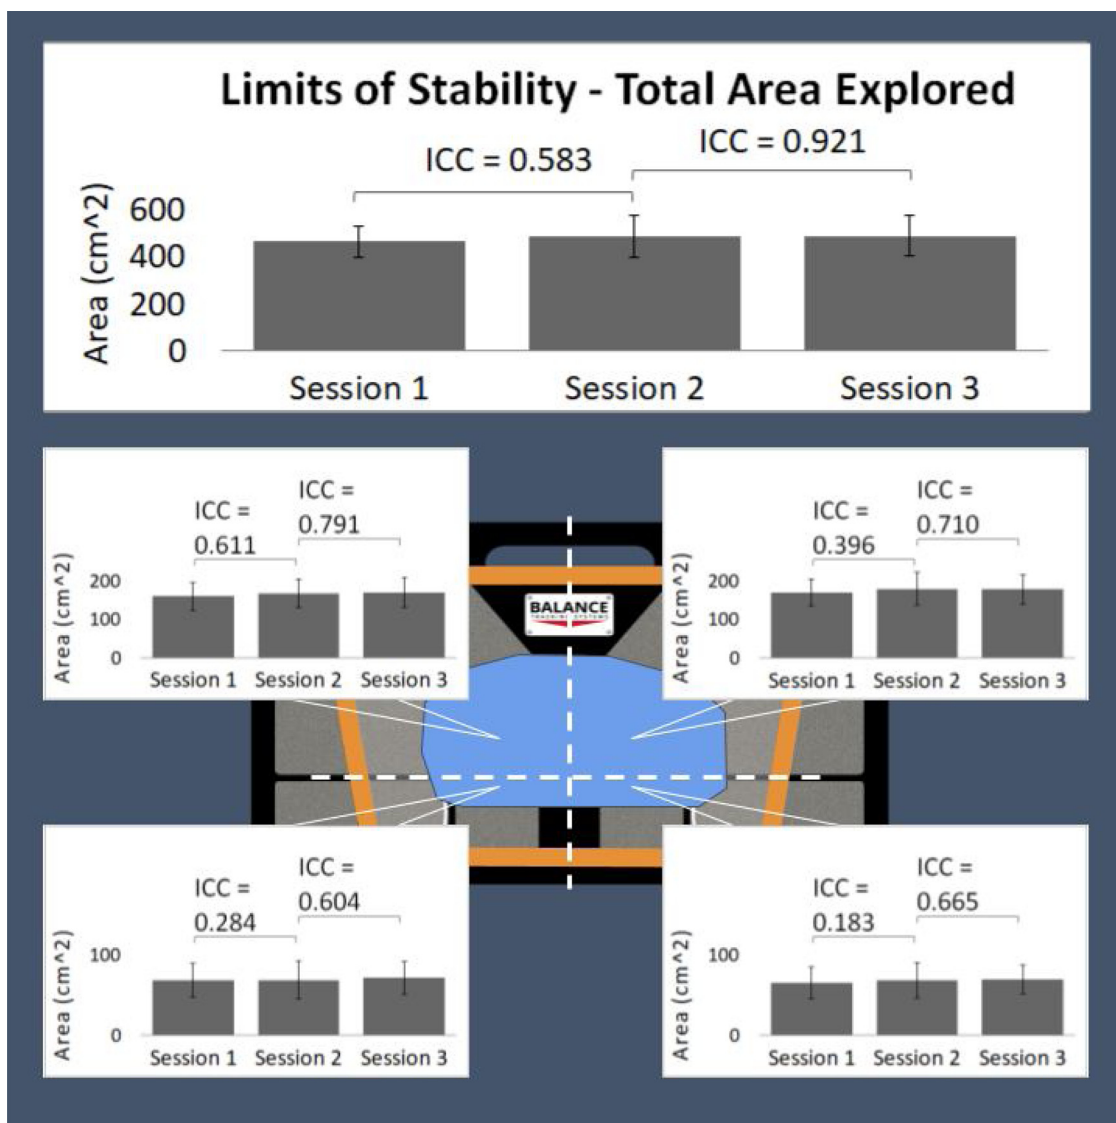 Limits of Stability - Total Area Explored
ICC = 0.583
ICC = 0.921
Area (cm^2)
600
400
200
0
Session 1
Session 2
Session 3
ICC =
0.611
ICC =
0.791
Area (cm^2)
200
100
0
Session 1
Session 2
Session 3
ICC =
0.396
ICC =
0.710
Area (cm^2)
200
100
0
Session 1
Session 2
Session 3
BALANCE
TRACKING SYSTEMS
ICC =
0.284
ICC =
0.604
Area (cm^2)
100
0
Session 1
Session 2
Session 3
ICC =
0.183
ICC =
0.665
Area (cm^2)
100
0
Session 1
Session 2
Session 3